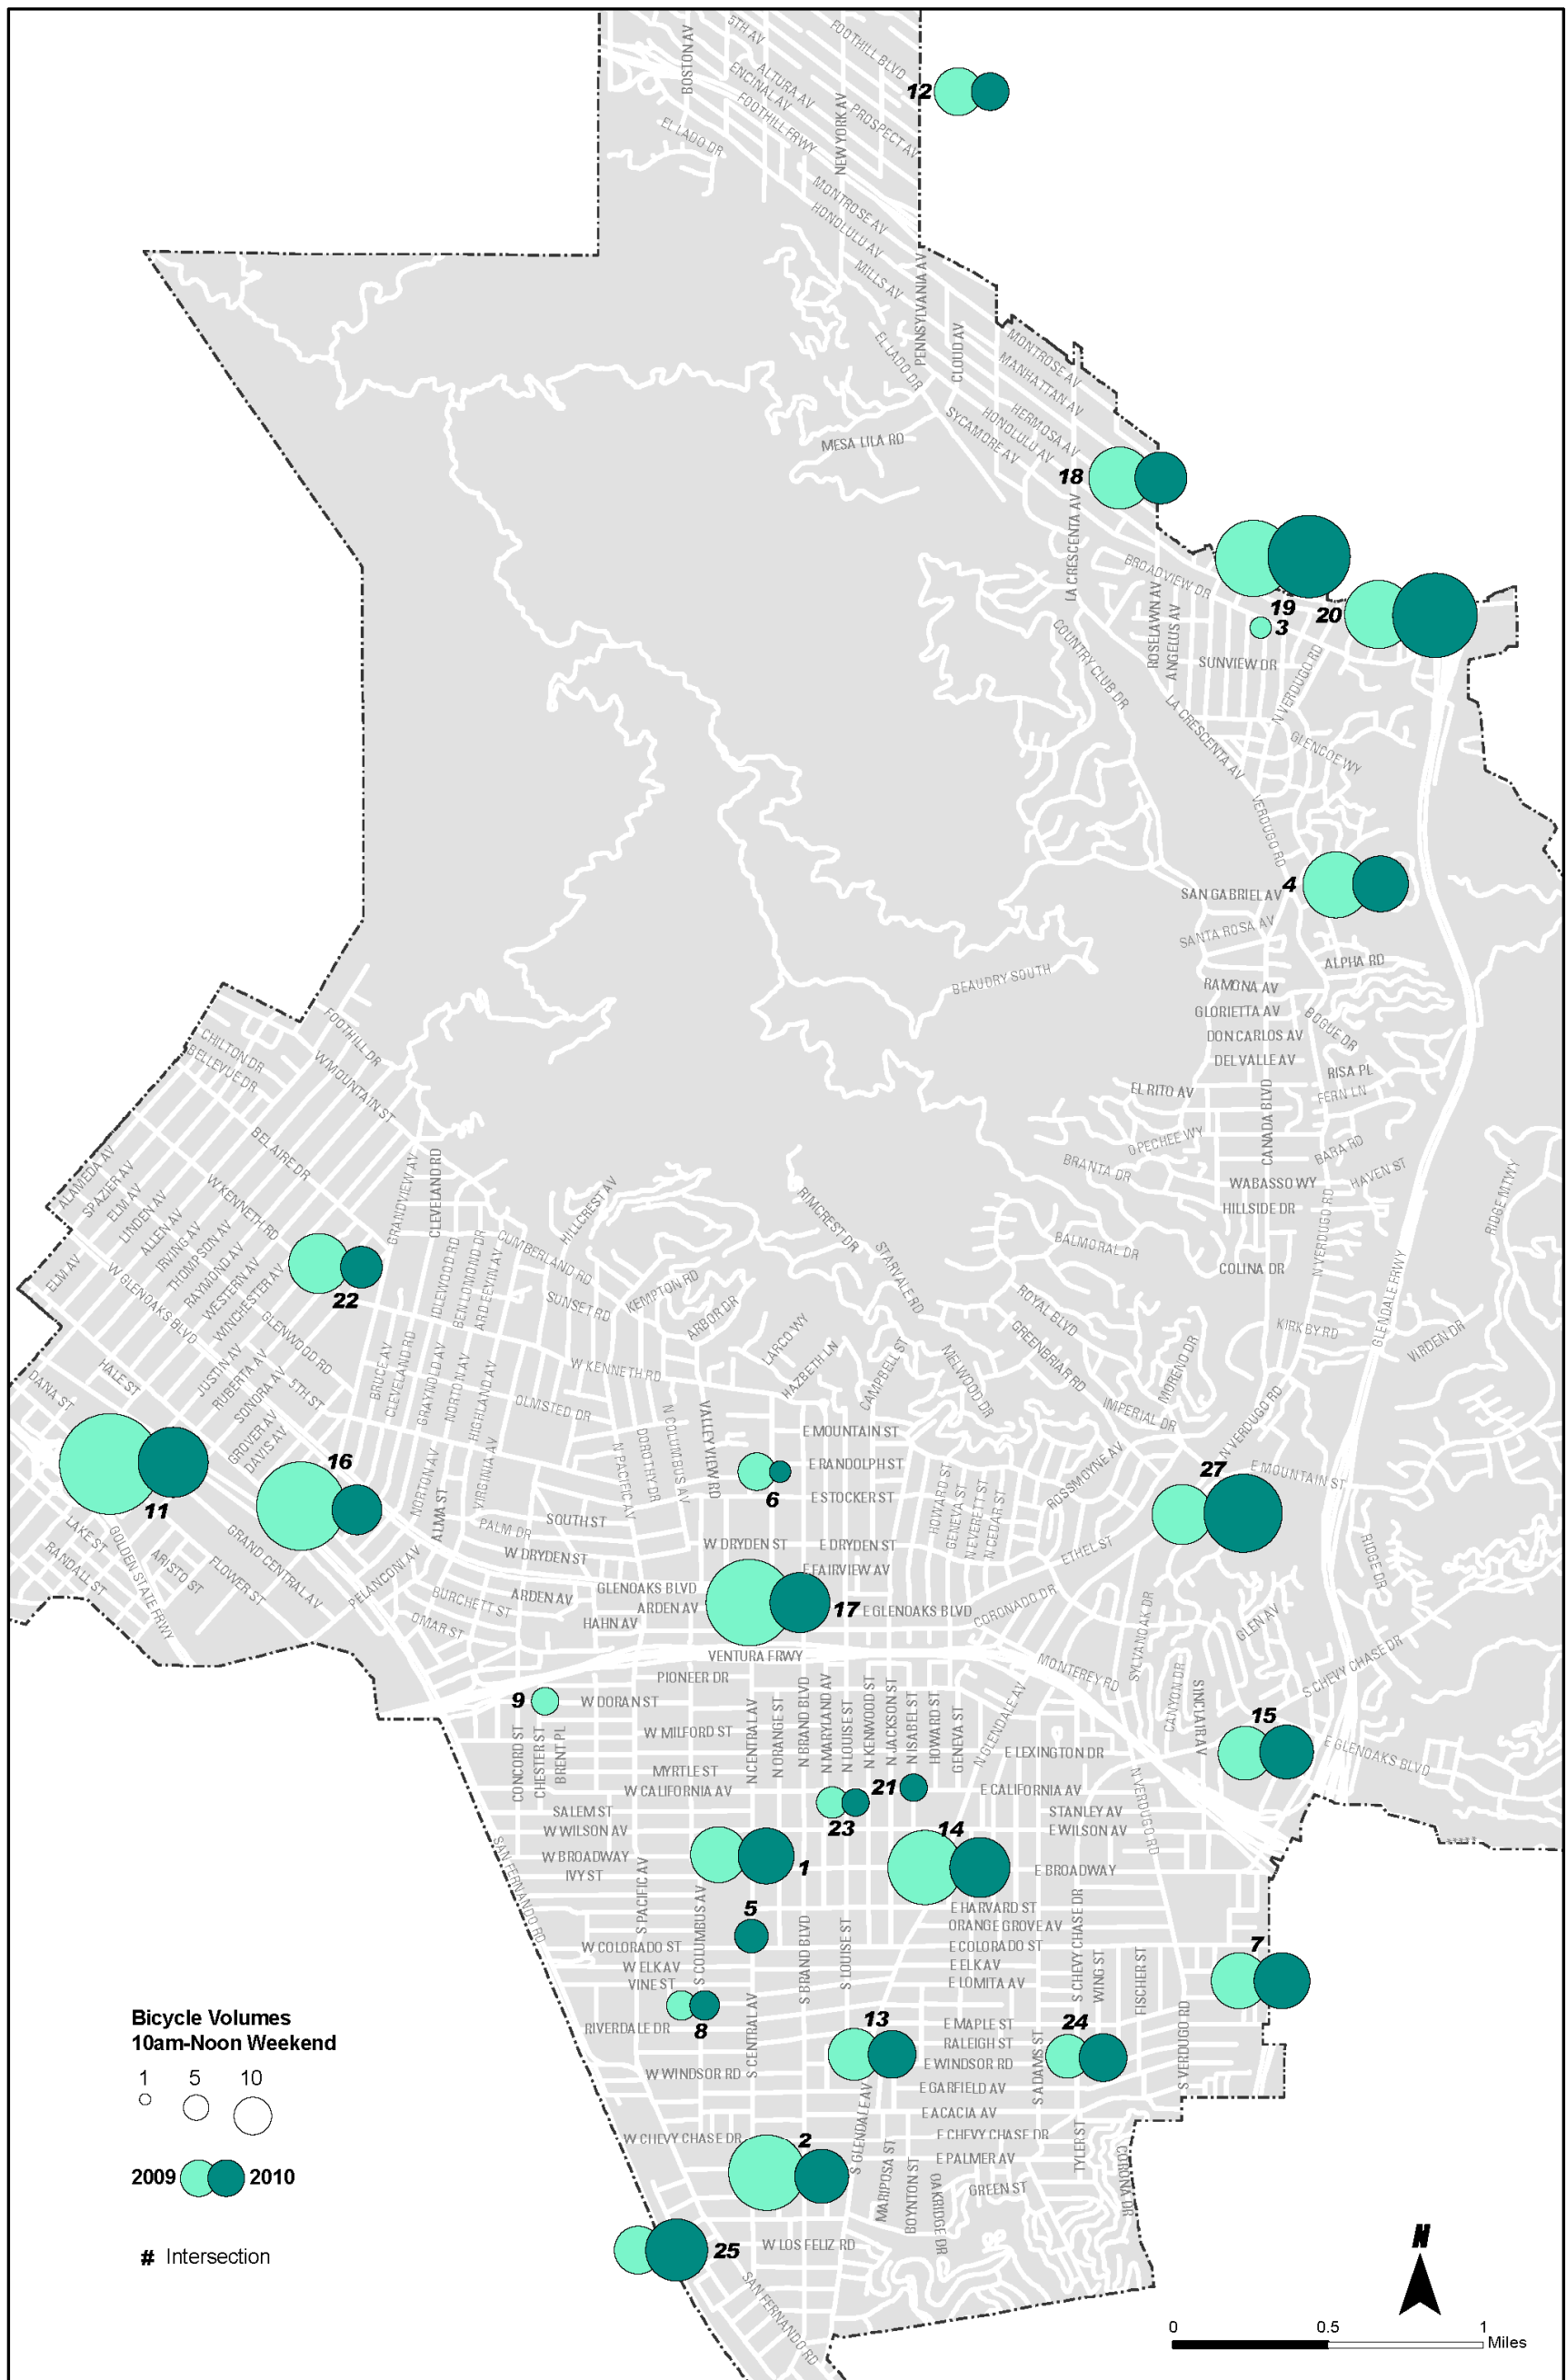 BOSTON AV
5TH AV
ALTURA AV
ENCINAL AV
FOOTHILL FRWY
EL LADO DR
FOOTHILL BLVD
NEW YORK AV
PROSPECT AV
12
MONTROSE AV
HONOLULU AV
MILLS AV
PENNSYLVANIA AV
EL LADO DR
CLOUD AV
MONTROSE AV
MANHATTAN AV
HERMOSA AV
HONOLULU AV
SYCAMORE AV
MESA LILA RD
18
LA CRESCENTA AV
BROADVIEW DR
19
20
3
ROSELAWN AV
ANGELUS AV
SUNVIEW DR
COUNTRY CLUB DR
N VERDUGO RD
LA CRESCENTA AV
GLENCOE WY
VERDUGO RD
4
SAN GABRIEL AV
SANTA ROSA AV
ALPHA RD
BEAUDRY SOUTH
RAMONA AV
GLORIETTA AV
BOGUE DR
DON CARLOS AV
DEL VALLE AV
RISA PL
EL RITO AV
FERN LN
CANADA BLVD
OPECHEE WY
BARA RD
BRANTA DR
HAVEN ST
WABASSO WY
HILLSIDE DR
N VERDUGO RD
RIDGE MTWY
BALMORAL DR
COLINA DR
GLENDALE FRWY
KIRKBY RD
VIRDEN DR
CHILTON DR
BELLEVUE DR
FOOTHILL DR
W MOUNTAIN ST
BELAIRE DR
ALAMEDA AV
SPAZIER AV
ELM AV
LINDEN AV
ALLEN AV
IRVING AV
THOMPSON AV
RAYMOND AV
WESTERN AV
WINCHESTER AV
W KENNETH RD
GRANDVIEW AV
CLEVELAND RD
HILLCREST AV
CUMBERLAND RD
RIMCREST DR
STARVALE RD
22
ELM AV
W GLENOAKS BLVD
GLENWOOD RD
IDLEWOOD RD
BEN LOMOND DR
ARD EEVIN AV
SUNSET RD
KEMPTON RD
ARBOR DR
LARCO WY
HAZBETH LN
CAMPBELL ST
MELWOOD DR
ROYAL BLVD
GREENBRIAR RD
MORENO DR
IMPERIAL DR
DANA ST
HALE ST
JUSTIN AV
RUBERTA AV
SONORA AV
5TH ST
GROVER AV
DAVIS AV
BRUCE AV
CLEVELAND RD
GRAYNOLD AV
NORTON AV
HIGHLAND AV
W KENNETH RD
OLMSTED DR
VALLEY VIEW RD
N COLUMBUS AV
DOROTHY DR
N PACIFIC AV
E MOUNTAIN ST
E RANDOLPH ST
E STOCKER ST
6
HOWARD ST
GENEVA ST
N EVERETT ST
N CEDAR ST
ROSSMOYNE AV
N VERDUGO RD
27
E MOUNTAIN ST
11
16
NORTON AV
ALMA ST
VIRGINIA AV
PALM DR
SOUTH ST
W DRYDEN ST
W DRYDEN ST
E DRYDEN ST
E FAIRVIEW AV
ETHEL ST
RIDGE DR
LAKE ST
RANDALL ST
GOLDEN STATE FRWY
ARISTO ST
FLOWER ST
GRAND CENTRAL AV
PELANCONI AV
BURCHETT ST
OMAR ST
ARDEN AV
GLENOAKS BLVD
ARDEN AV
HAHN AV
17
E GLENOAKS BLVD
CORONADO DR
SYLVANOAK DR
GLEN AV
VENTURA FRWY
PIONEER DR
MONTEREY RD
CANYON DR
SINCLAIR AV
S CHEVY CHASE DR
9
W DORAN ST
CONCORD ST
CHESTER ST
BRENT PL
W MILFORD ST
N CENTRAL AV
N ORANGE ST
N BRAND BLVD
N MARYLAND AV
N LOUISE ST
N KENWOOD ST
N JACKSON ST
N ISABEL ST
HOWARD ST
GENEVA ST
N GLENDALE AV
E LEXINGTON DR
15
E GLENOAKS BLVD
MYRTLE ST
W CALIFORNIA AV
21
E CALIFORNIA AV
N VERDUGO RD
SALEM ST
W WILSON AV
23
STANLEY AV
E WILSON AV
14
W BROADWAY
IVY ST
1
E BROADWAY
SAN FERNANDO RD
S PACIFIC AV
S COLUMBUS AV
5
E HARVARD ST
ORANGE GROVE AV
S CHEVY CHASE DR
W COLORADO ST
W ELK AV
VINE ST
S BRAND BLVD
S LOUISE ST
E COLORADO ST
E ELK AV
E LOMITA AV
WING ST
FISCHER ST
7
8
RIVERDALE DR
S CENTRAL AV
13
E MAPLE ST
RALEIGH ST
E WINDSOR RD
24
S ADAMS ST
S VERDUGO RD
W WINDSOR RD
E GARFIELD AV
S GLENDALE AV
E ACACIA AV
W CHEVY CHASE DR
2
E CHEVY CHASE DR
E PALMER AV
TYLER ST
CORONA DR
MARIPOSA ST
BOYNTON ST
OAKRIDGE DR
GREEN ST
25
W LOS FELIZ RD
SAN FERNANDO RD
Bicycle Volumes
10am-Noon Weekend
1 5 10
2009 2010
# Intersection
N
0 0.5 1
Miles